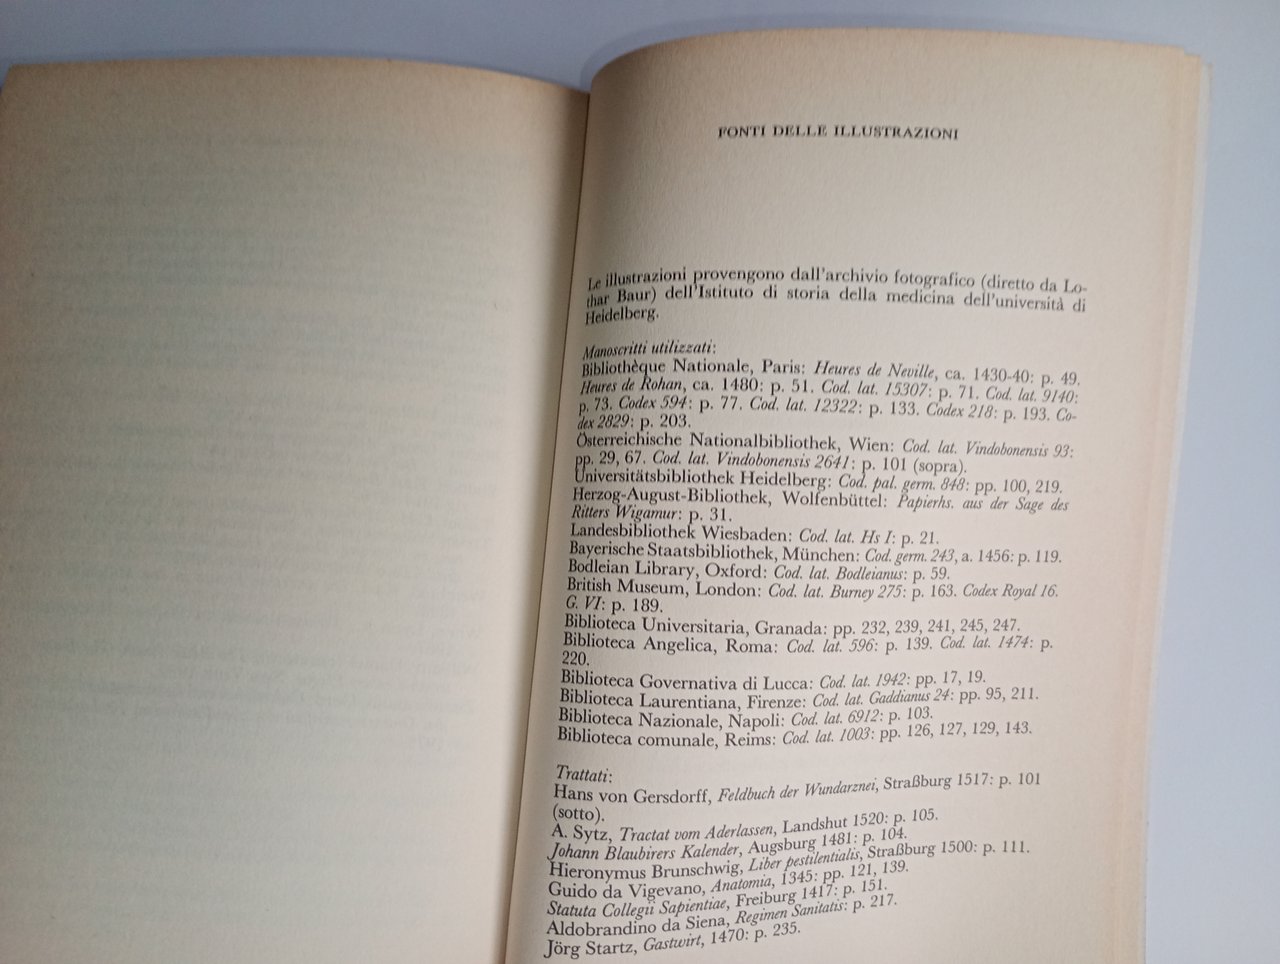 FONTI DELLE ILLUSTRAZIONI
Le illustrazioni provengono dall'archivio fotografico (diretto da Lo-
thar Baur) dell'Istituto di storia della medicina dell'università di
Heidelberg.
Manoscritti utilizzati:
Bibliothèque Nationale, Paris: Heures de Neville, ca. 1430-40: p. 49.
Heures de Rohan, ca. 1480: p. 51. Cod. lat. 15307: p. 71. Cod. lat. 9140:
p. 73. Codex 594: p. 77. Cod. lat. 12322: p. 133. Codex 218: p. 193. Co-
dex 2829: p. 203.
Österreichische Nationalbibliothek, Wien: Cod. lat. Vindobonensis 93:
pp. 29, 67. Cod. lat. Vindobonensis 2641: p. 101 (sopra).
Universitätsbibliothek Heidelberg: Cod. pal. germ. 848: pp. 100, 219.
Herzog-August-Bibliothek, Wolfenbüttel: Papierhs. aus der Sage des
Ritters Wigamur: p. 31.
Landesbibliothek Wiesbaden: Cod. lat. Hs I: p. 21.
Bayerische Staatsbibliothek, München: Cod. germ. 243, a. 1456: p. 119.
Bodleian Library, Oxford: Cod. lat. Bodleianus: p. 59.
British Museum, London: Cod. lat. Burney 275: p. 163. Codex Royal 16.
G. VI: p. 189.
Biblioteca Universitaria, Granada: pp. 232, 239, 241, 245, 247.
Biblioteca Angelica, Roma: Cod. lat. 596: p. 139. Cod. lat. 1474: p.
220.
Biblioteca Governativa di Lucca: Cod. lat. 1942: pp. 17, 19.
Biblioteca Laurentiana, Firenze: Cod. lat. Gaddianus 24: pp. 95, 211.
Biblioteca Nazionale, Napoli: Cod. lat. 6912: p. 103.
Biblioteca comunale, Reims: Cod. lat. 1003: pp. 126, 127, 129, 143.
Trattati:
Hans von Gersdorff, Feldbuch der Wundarznei, Straßburg 1517: p. 101
(sotto).
A. Sytz, Tractat vom Aderlassen, Landshut 1520: p. 105.
Johann Blaubirers Kalender, Augsburg 1481: p. 104.
Hieronymus Brunschwig, Liber pestilentialis, Straßburg 1500: p. 111.
Guido da Vigevano, Anatomia, 1345: pp. 121, 139.
Statuta Collegii Sapientiae, Freiburg 1417: p. 151.
Aldobrandino da Siena, Regimen Sanitatis: p. 217.
Jörg Startz, Gastwirt, 1470: p. 235.